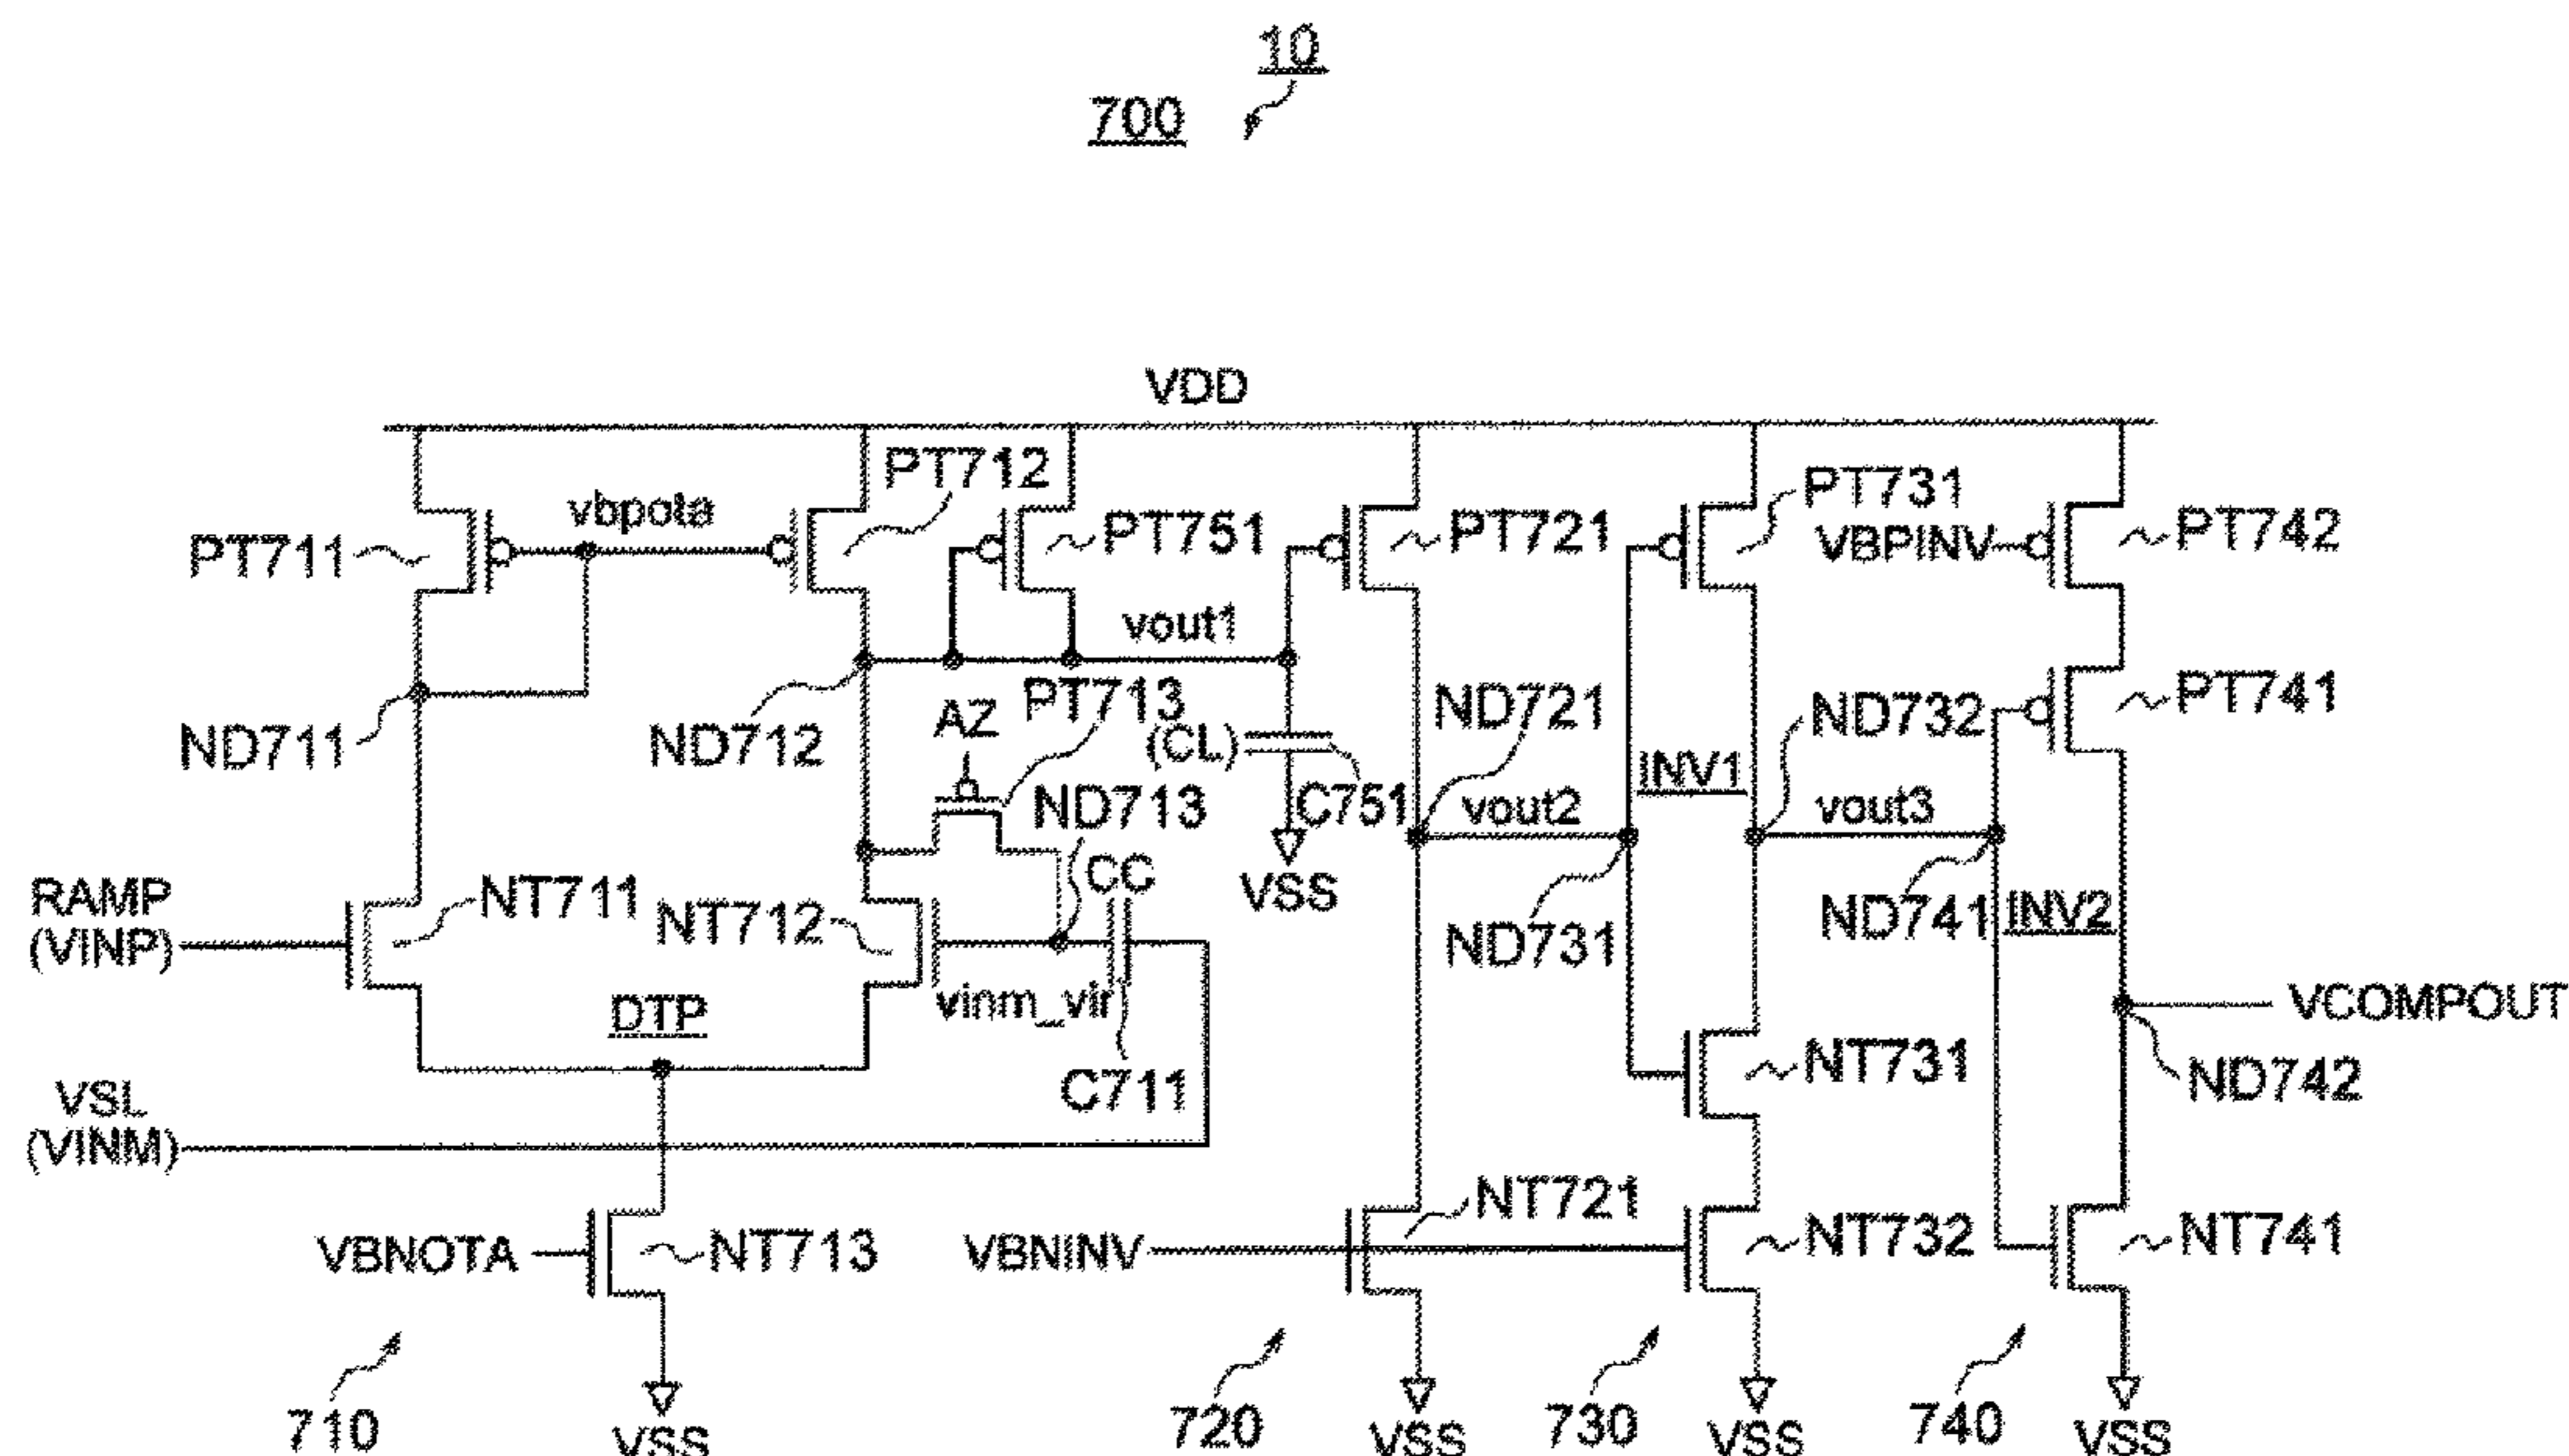 10
700
VDD
PT711
vbpota
PT712
PT751
PT721
PT731
VBPINV
PT742
vout1
ND711
ND712
AZ
PT713
(CL)
C751
VSS
ND721
ND732
PT741
ND713
CC
vout2
INV1
vout3
RAMP
(VINP)
NT711
NT712
ND731
ND741
INV2
DTP
vinm_vir
VCOMPOUT
C711
NT731
ND742
VSL
(VINM)
VBNOTA
NT713
VBNINV
NT721
NT732
NT741
710
VSS
720
VSS
730
VSS
740
VSS